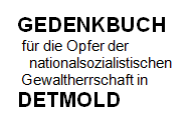 GEDENKBUCH
für die Opfer der
nationalsozialistischen
Gewaltherrschaft in
DETMOLD